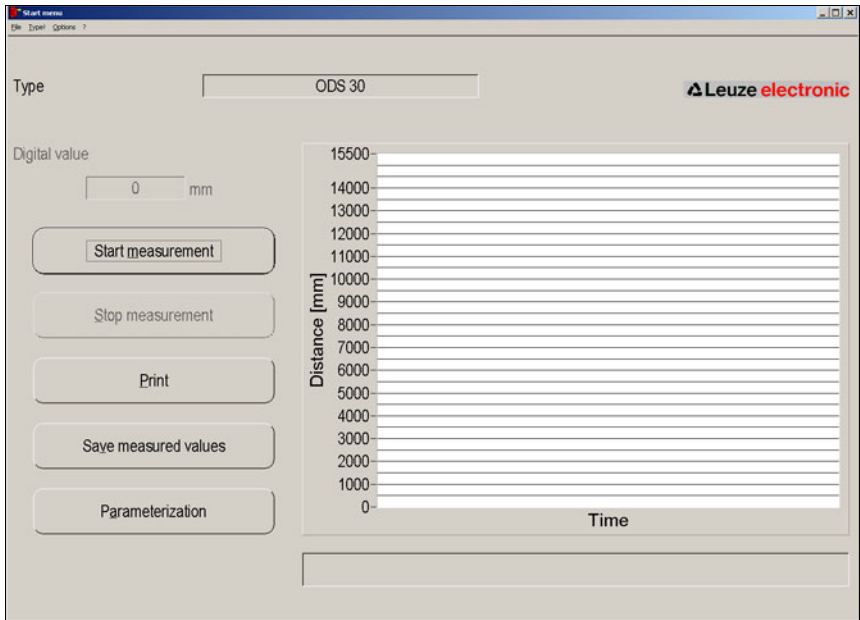 Start menu
File Type! Options ?
Type
ODS 30
Leuze electronic
Digital value
0 mm
Start measurement
Stop measurement
Print
Save measured values
Parameterization
Distance [mm]
15500
14000
13000
12000
11000
10000
9000
8000
7000
6000
5000
4000
3000
2000
1000
0
Time